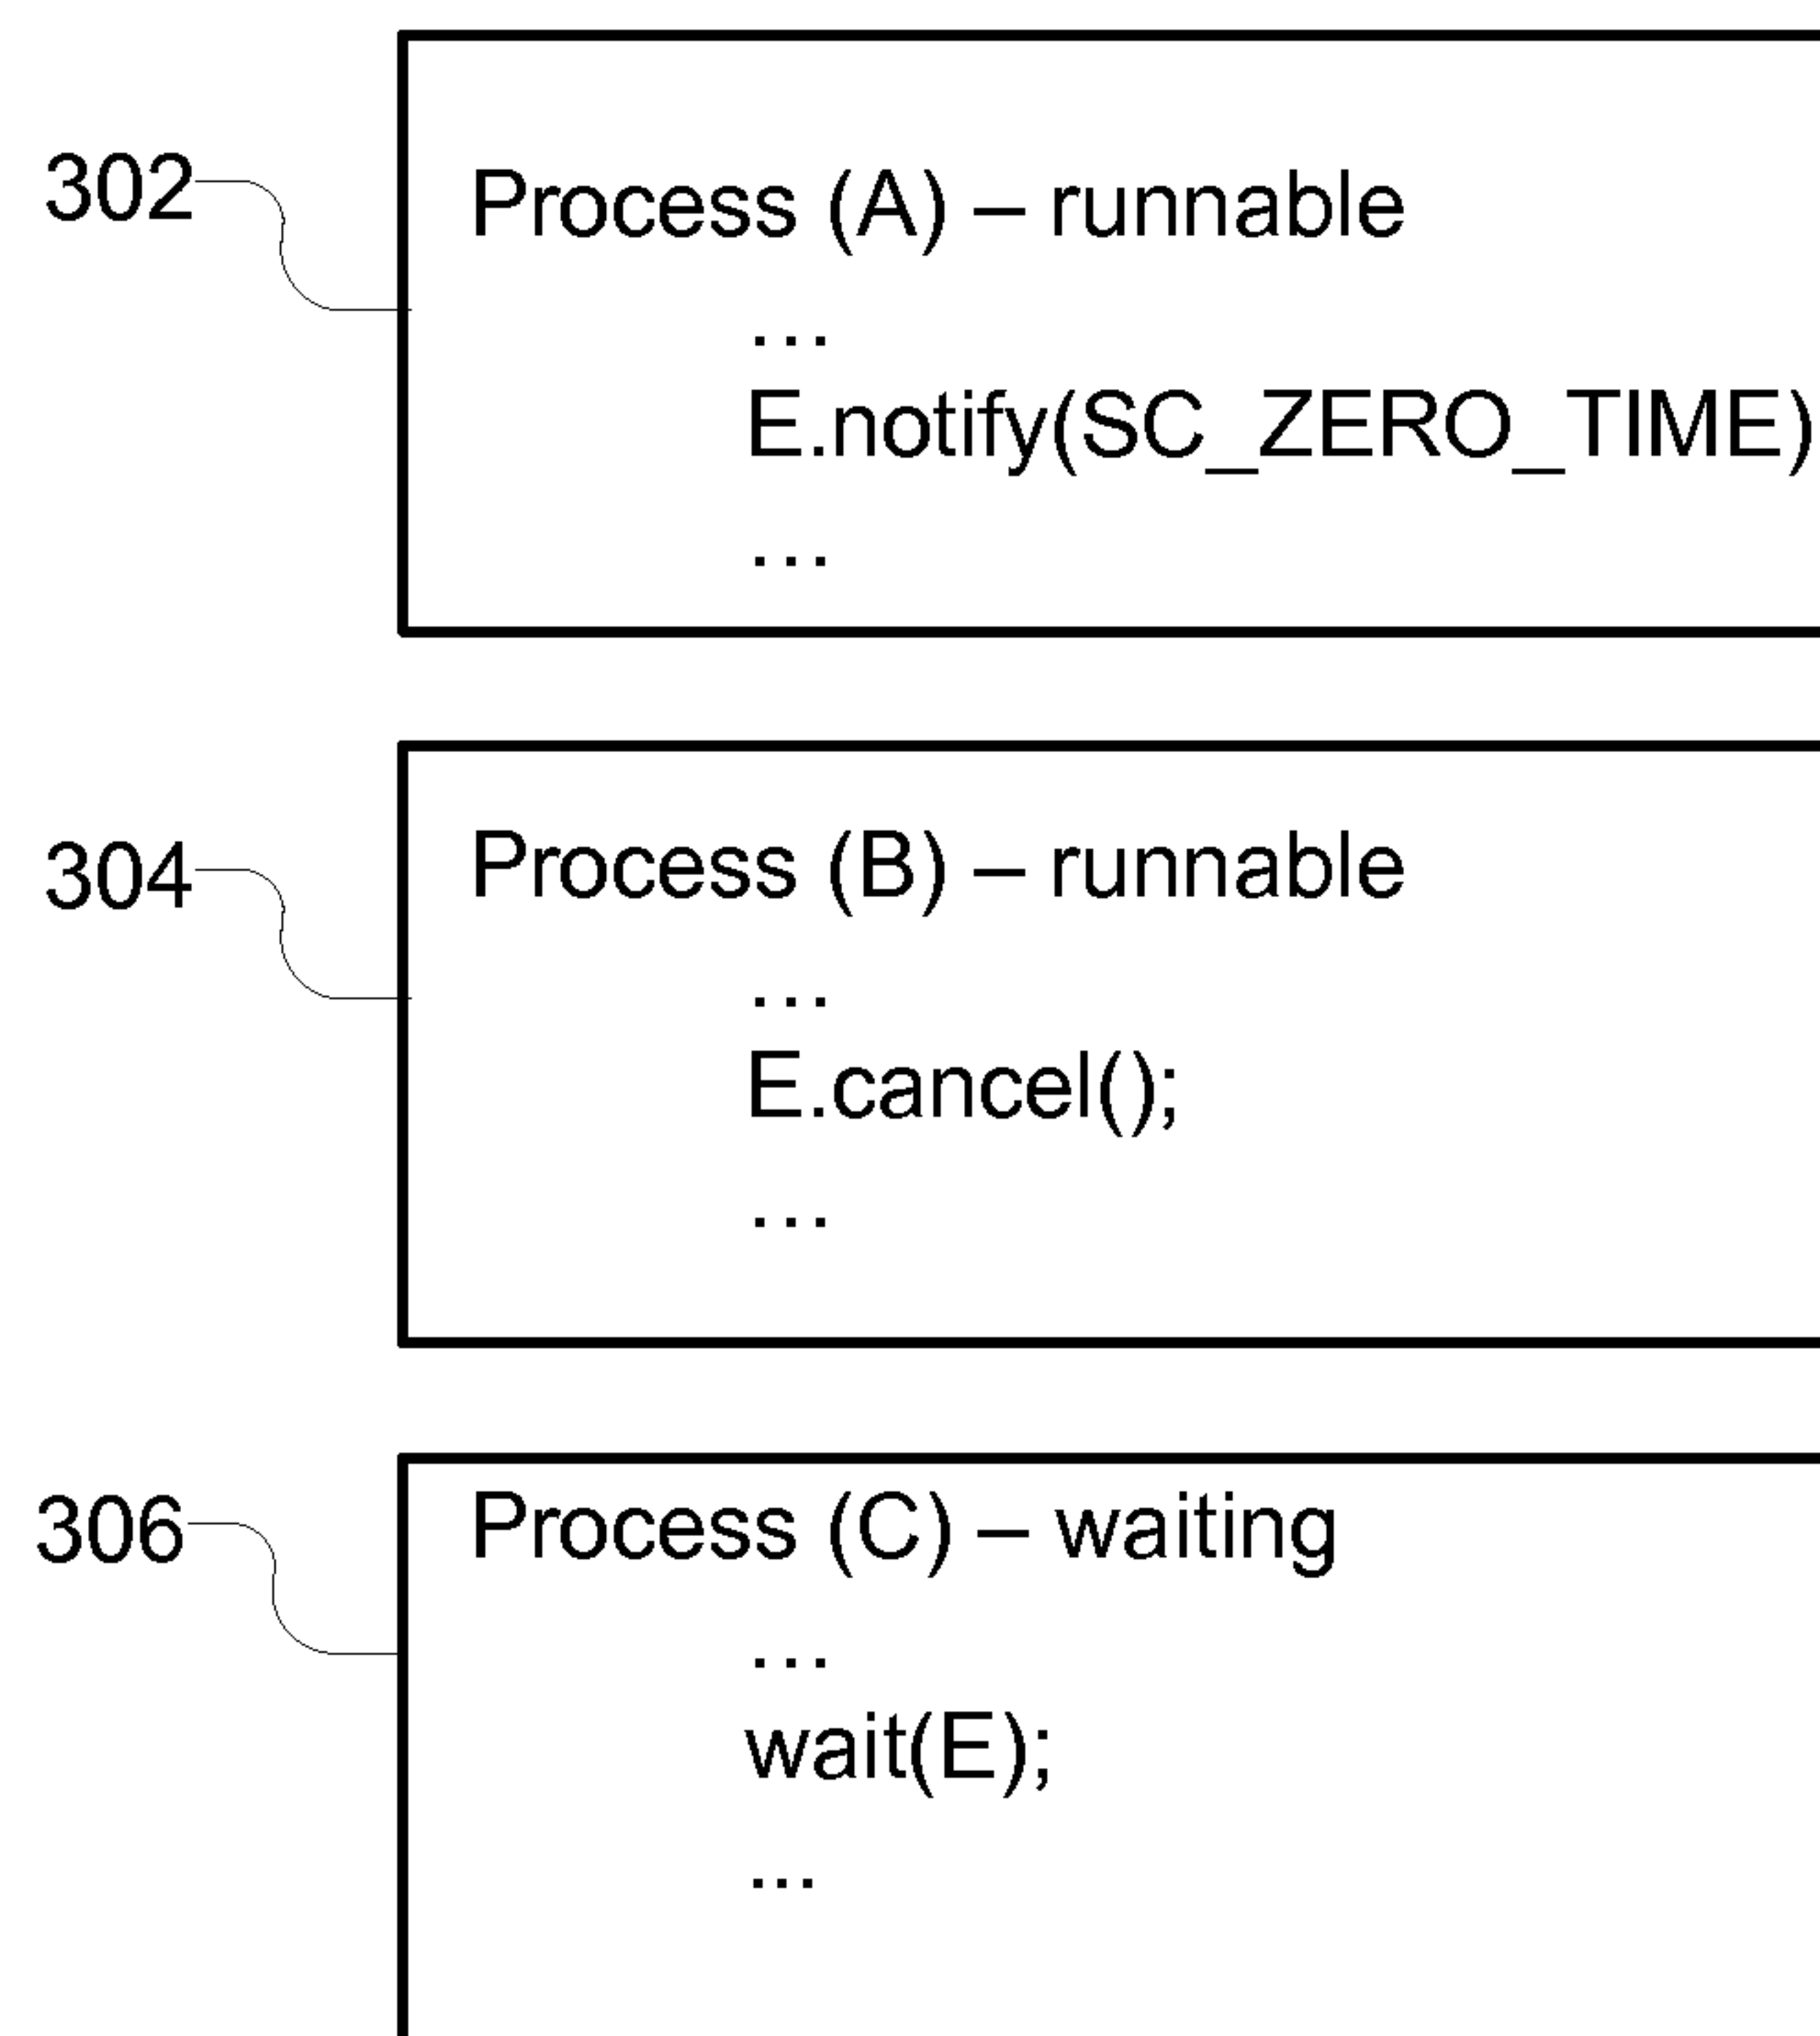 302
Process (A) – runnable
...
E.notify(SC_ZERO_TIME)
...
304
Process (B) – runnable
...
E.cancel();
...
306
Process (C) – waiting
...
wait(E);
...